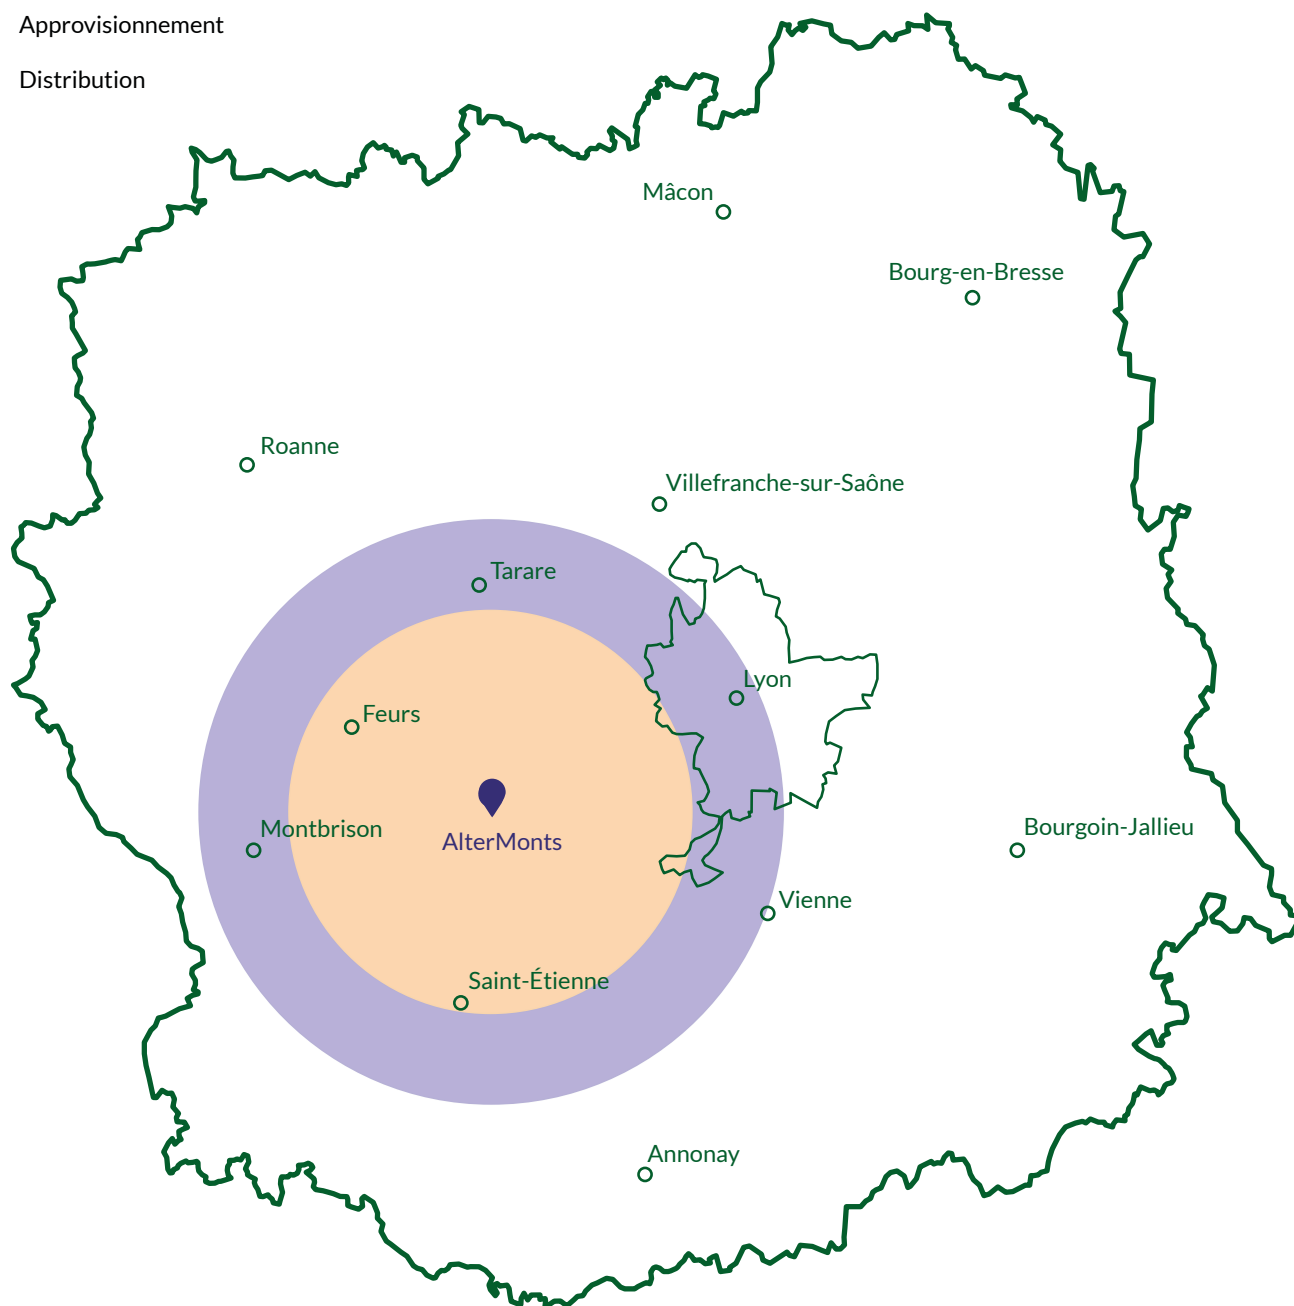 Approvisionnement
Distribution
Mâcon
Bourg-en-Bresse
Roanne
Villefranche-sur-Saône
Tarare
Lyon
Feurs
Montbrison
AlterMonts
Bourgoin-Jallieu
Vienne
Saint-Étienne
Annonay